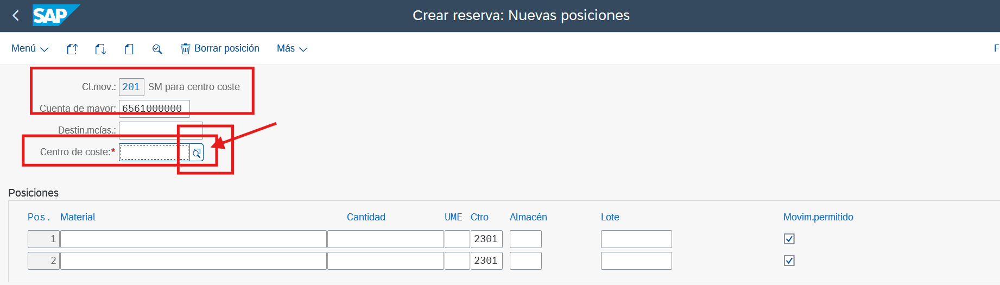 SAP
Crear reserva: Nuevas posiciones
Menú Borrar posición Más F
Cl.mov.: 201 SM para centro coste
Cuenta de mayor: 6561000000
Destin.mcías.:
Centro de coste:*
Posiciones
Pos. Material Cantidad UME Ctro Almacén Lote Movim.permitido
1 2301
2 2301